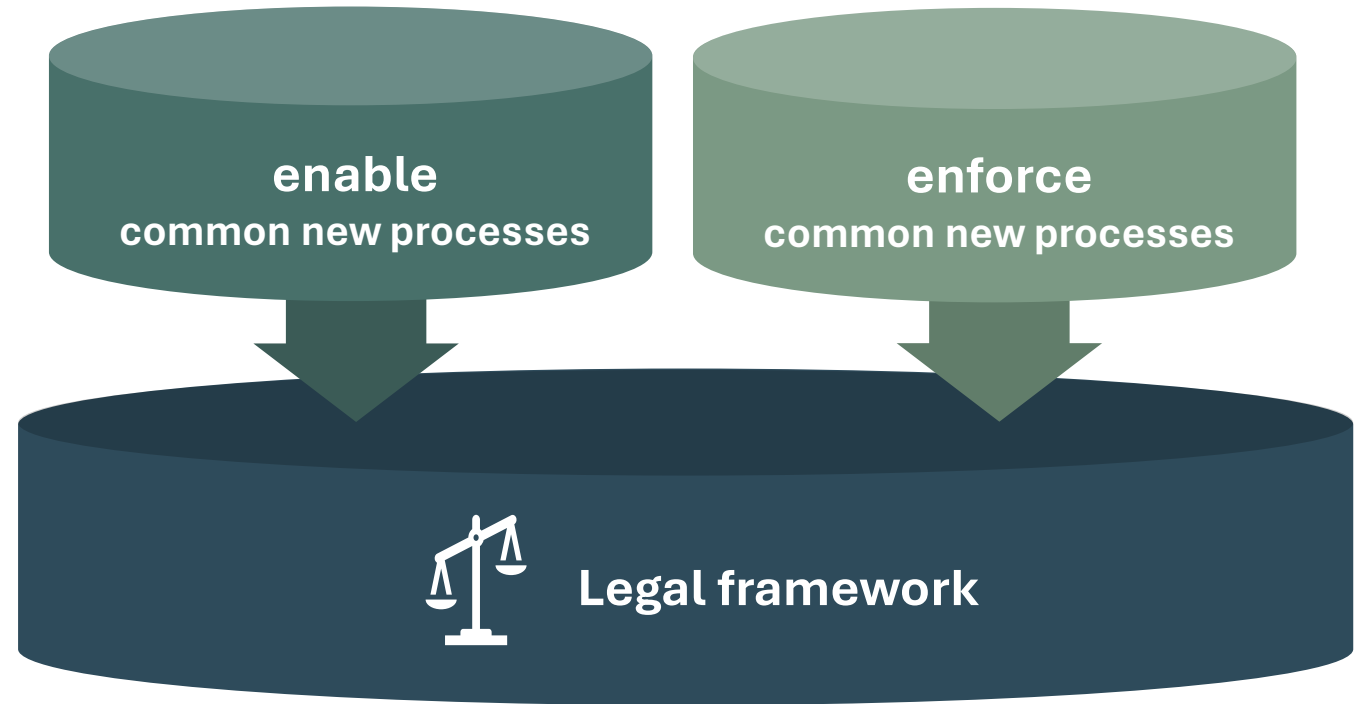 enable
common new processes
enforce
common new processes
Legal framework